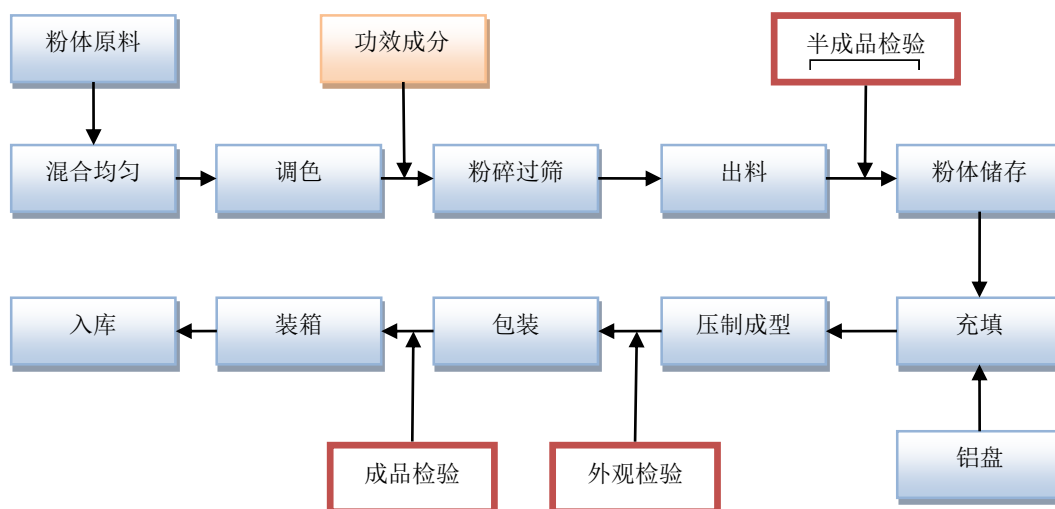 粉体原料
功效成分
半成品检验
混合均匀
调色
粉碎过筛
出料
粉体储存
入库
装箱
包装
压制成型
充填
成品检验
外观检验
铝盘